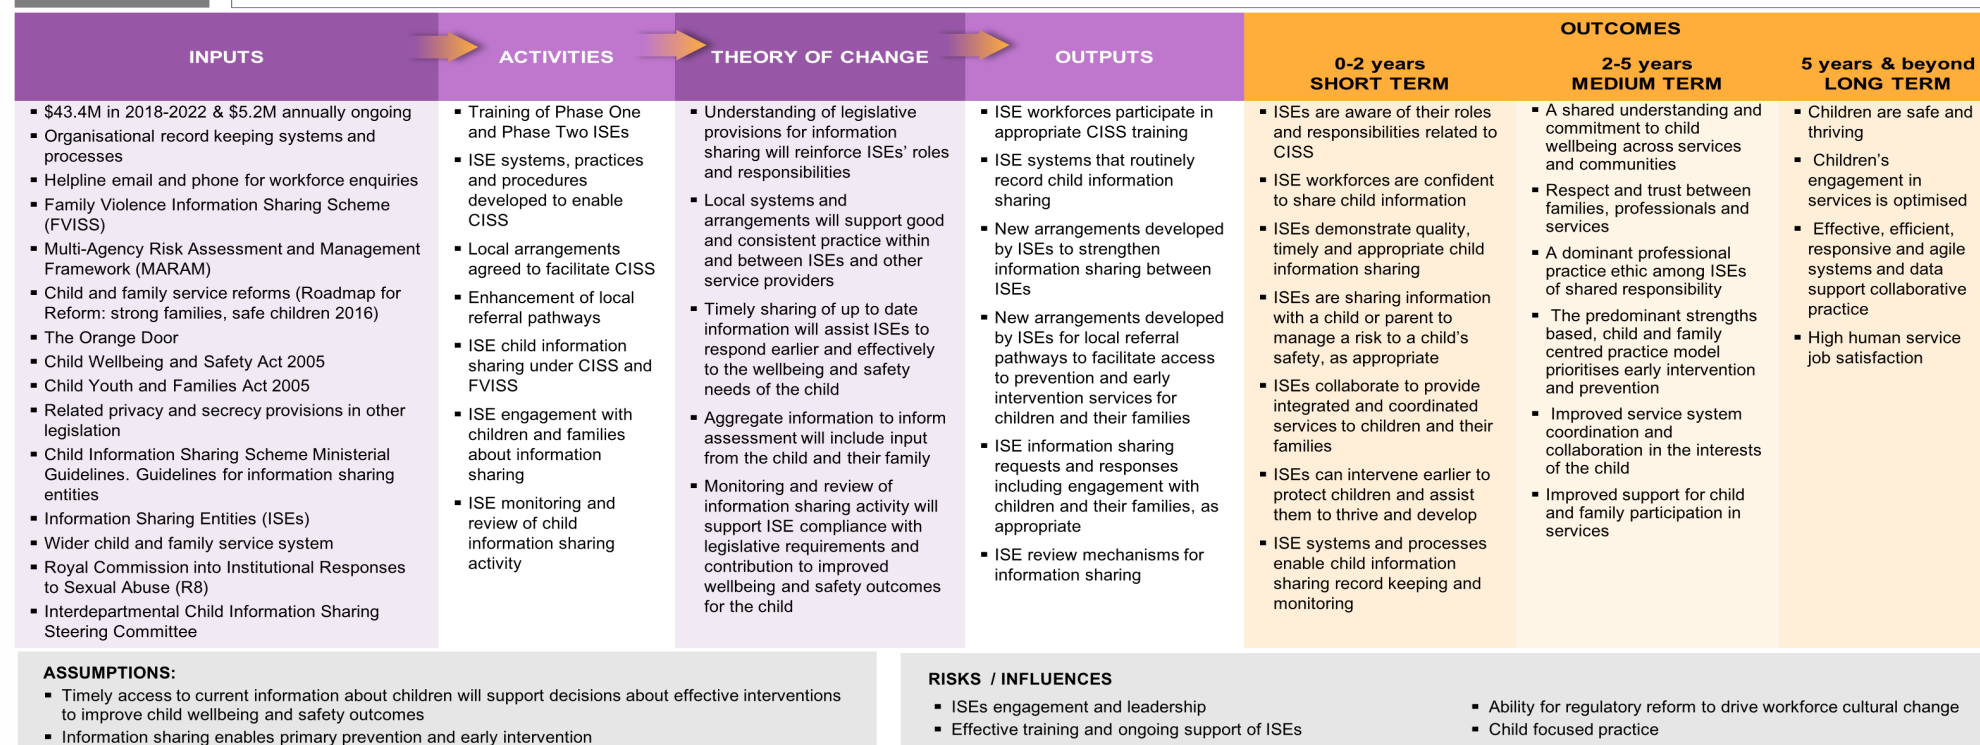 INPUTS
$43.4M in 2018-2022 & $5.2M annually ongoing
Organisational record keeping systems and
processes
Helpline email and phone for workforce enquiries
Family Violence Information Sharing Scheme
(FVISS)
Multi-Agency Risk Assessment and Management
Framework (MARAM)
Child and family service reforms (Roadmap for
Reform: strong families, safe children 2016)
The Orange Door
Child Wellbeing and Safety Act 2005
Child Youth and Families Act 2005
Related privacy and secrecy provisions in other
legislation
Child Information Sharing Scheme Ministerial
Guidelines. Guidelines for information sharing
entities
Information Sharing Entities (ISEs)
Wider child and family service system
Royal Commission into Institutional Responses
to Sexual Abuse (R8)
Interdepartmental Child Information Sharing
Steering Committee
ACTIVITIES
Training of Phase One
and Phase Two ISEs
ISE systems, practices
and procedures
developed to enable
CISS
Local arrangements
agreed to facilitate CISS
Enhancement of local
referral pathways
ISE child information
sharing under CISS and
FVISS
ISE engagement with
children and families
about information
sharing
ISE monitoring and
review of child
information sharing
activity
THEORY OF CHANGE
Understanding of legislative
provisions for information
sharing will reinforce ISEs' roles
and responsibilities
Local systems and
arrangements will support good
and consistent practice within
and between ISEs and other
service providers
Timely sharing of up to date
information will assist ISEs to
respond earlier and effectively
to the wellbeing and safety
needs of the child
Aggregate information to inform
assessment will include input
from the child and their family
Monitoring and review of
information sharing activity will
support ISE compliance with
legislative requirements and
contribution to improved
wellbeing and safety outcomes
for the child
OUTPUTS
ISE workforces participate in
appropriate CISS training
ISE systems that routinely
record child information
sharing
New arrangements developed
by ISEs to strengthen
information sharing between
ISEs
New arrangements developed
by ISEs for local referral
pathways to facilitate access
to prevention and early
intervention services for
children and their families
ISE information sharing
requests and responses
including engagement with
children and their families, as
appropriate
ISE review mechanisms for
information sharing
OUTCOMES
0-2 years
SHORT TERM
ISEs are aware of their roles
and responsibilities related to
CISS
ISE workforces are confident
to share child information
ISEs demonstrate quality,
timely and appropriate child
information sharing
ISEs are sharing information
with a child or parent to
manage a risk to a child's
safety, as appropriate
ISEs collaborate to provide
integrated and coordinated
services to children and their
families
ISEs can intervene earlier to
protect children and assist
them to thrive and develop
ISE systems and processes
enable child information
sharing record keeping and
monitoring
2-5 years
MEDIUM TERM
A shared understanding and
commitment to child
wellbeing across services
and communities
Respect and trust between
families, professionals and
services
A dominant professional
practice ethic among ISEs
of shared responsibility
The predominant strengths
based, child and family
centred practice model
prioritises early intervention
and prevention
Improved service system
coordination and
collaboration in the interests
of the child
Improved support for child
and family participation in
services
5 years & beyond
LONG TERM
Children are safe and
thriving
Children's
engagement in
services is optimised
Effective, efficient,
responsive and agile
systems and data
support collaborative
practice
High human service
job satisfaction
ASSUMPTIONS:
Timely access to current information about children will support decisions about effective interventions
to improve child wellbeing and safety outcomes
Information sharing enables primary prevention and early intervention
RISKS / INFLUENCES
ISEs engagement and leadership
Effective training and ongoing support of ISEs
Ability for regulatory reform to drive workforce cultural change
Child focused practice